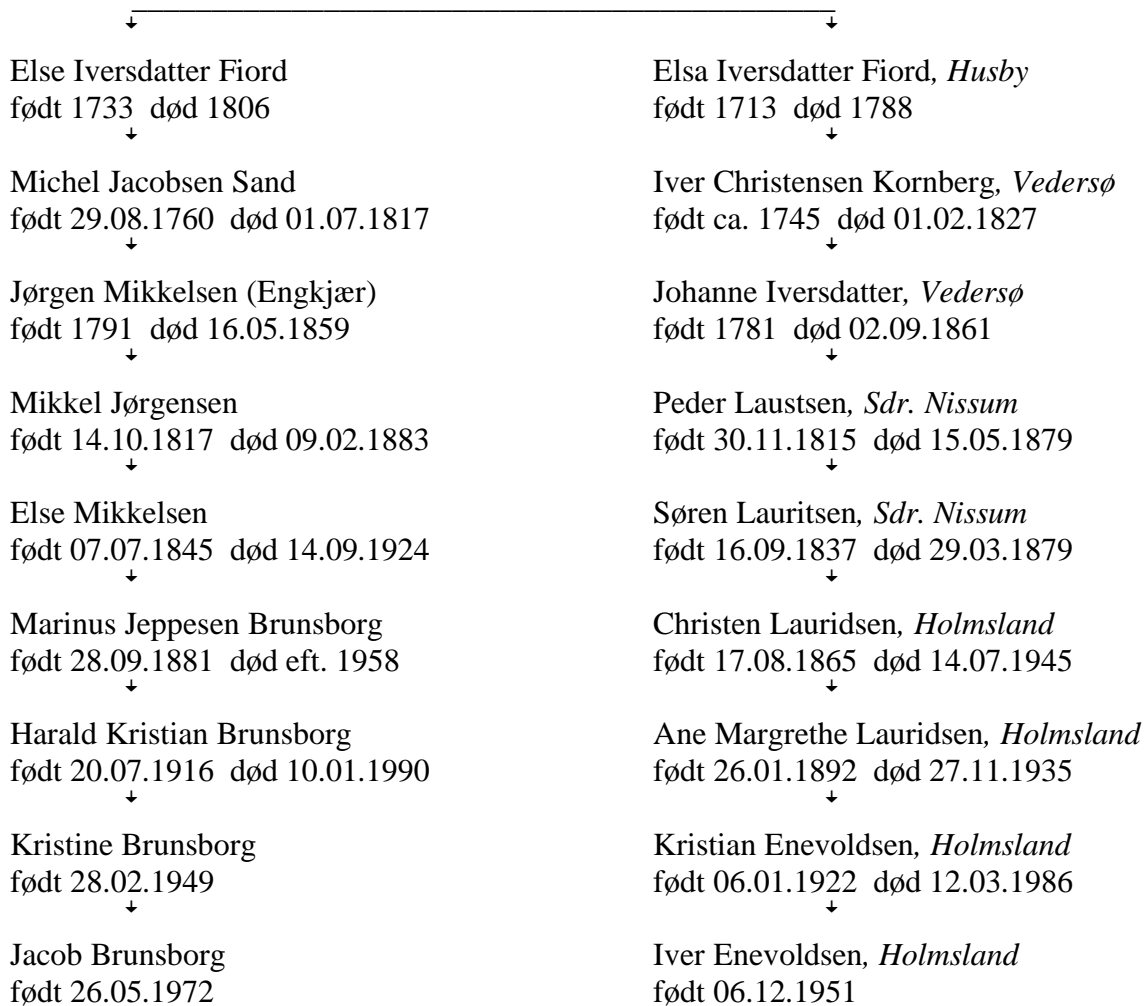 Else Iversdatter Fiord
født 1733  død 1806
Michel Jacobsen Sand
født 29.08.1760  død 01.07.1817
Jørgen Mikkelsen (Engkjær)
født 1791  død 16.05.1859
Mikkel Jørgensen
født 14.10.1817  død 09.02.1883
Else Mikkelsen
født 07.07.1845  død 14.09.1924
Marinus Jeppesen Brunsborg
født 28.09.1881  død eft. 1958
Harald Kristian Brunsborg
født 20.07.1916  død 10.01.1990
Kristine Brunsborg
født 28.02.1949
Jacob Brunsborg
født 26.05.1972
Elsa Iversdatter Fiord, Husby
født 1713  død 1788
Iver Christensen Kornberg, Vedersø
født ca. 1745  død 01.02.1827
Johanne Iversdatter, Vedersø
født 1781  død 02.09.1861
Peder Laustsen, Sdr. Nissum
født 30.11.1815  død 15.05.1879
Søren Lauritsen, Sdr. Nissum
født 16.09.1837  død 29.03.1879
Christen Lauridsen, Holmsland
født 17.08.1865  død 14.07.1945
Ane Margrethe Lauridsen, Holmsland
født 26.01.1892  død 27.11.1935
Kristian Enevoldsen, Holmsland
født 06.01.1922  død 12.03.1986
Iver Enevoldsen, Holmsland
født 06.12.1951